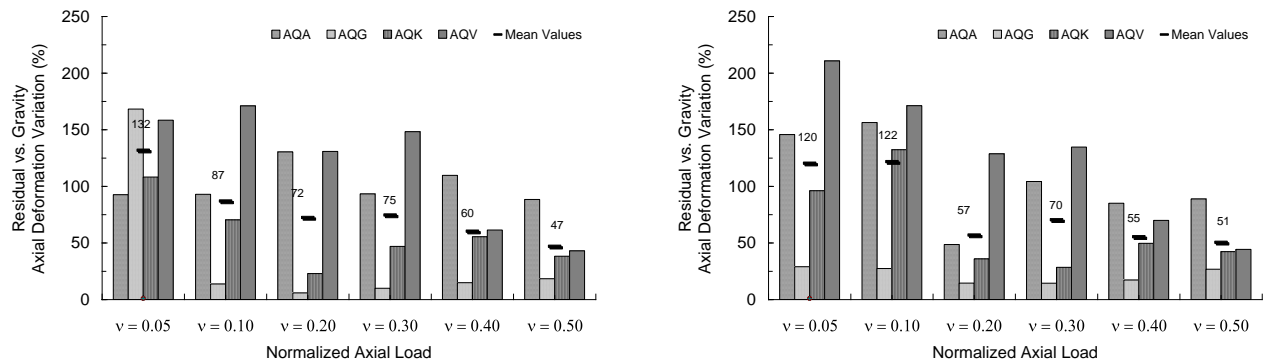 AQA AQG AQK AQV Mean Values
Residual vs. Gravity
Axial Deformation Variation (%)
250
200
150
100
50
0
132
87
72
75
60
47
ν = 0.05 ν = 0.10 ν = 0.20 ν = 0.30 ν = 0.40 ν = 0.50
Normalized Axial Load
AQA AQG AQK AQV Mean Values
Residual vs. Gravity
Axial Deformation Variation (%)
250
200
150
100
50
0
120
122
57
70
55
51
ν = 0.05 ν = 0.10 ν = 0.20 ν = 0.30 ν = 0.40 ν = 0.50
Normalized Axial Load